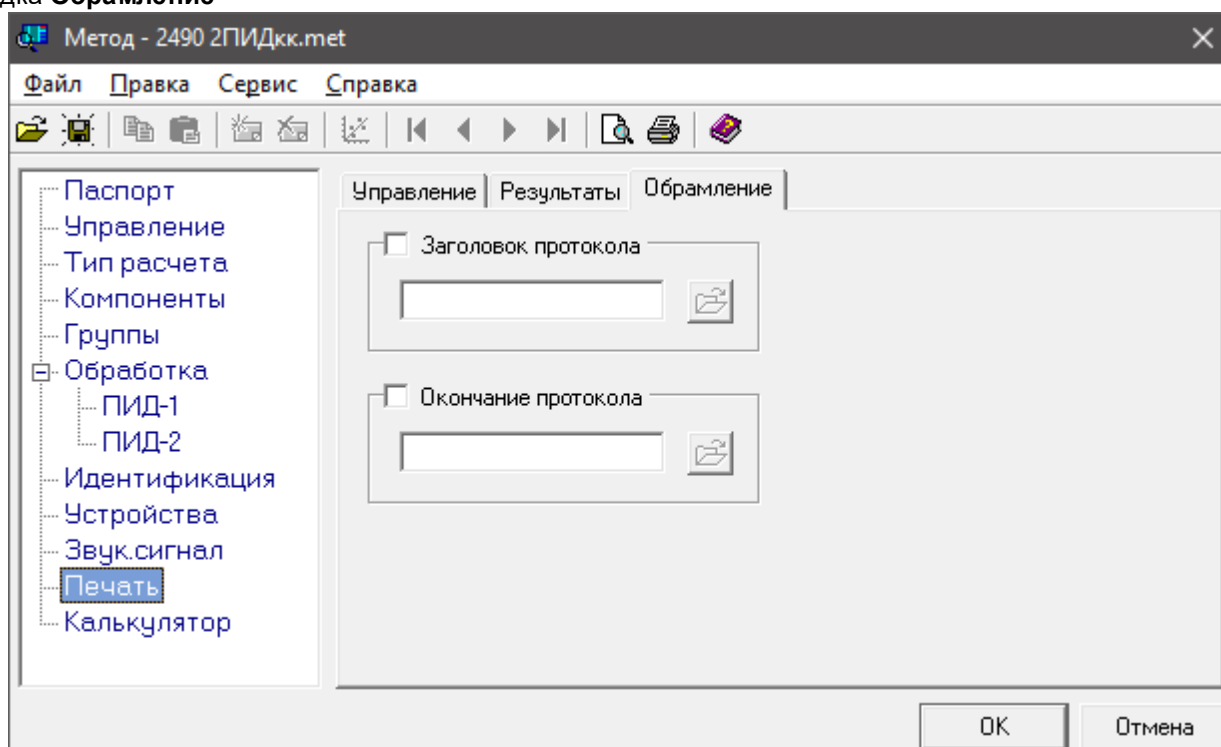 Обрамление
Метод - 2490 2ПИДкк.met
Файл Правка Сервис Справка
Паспорт
Управление
Тип расчета
Компоненты
Группы
Обработка
ПИД-1
ПИД-2
Идентификация
Устройства
Звук.сигнал
Печать
Калькулятор
Управление Результаты Обрамление
Заголовок протокола
Окончание протокола
OK Отмена